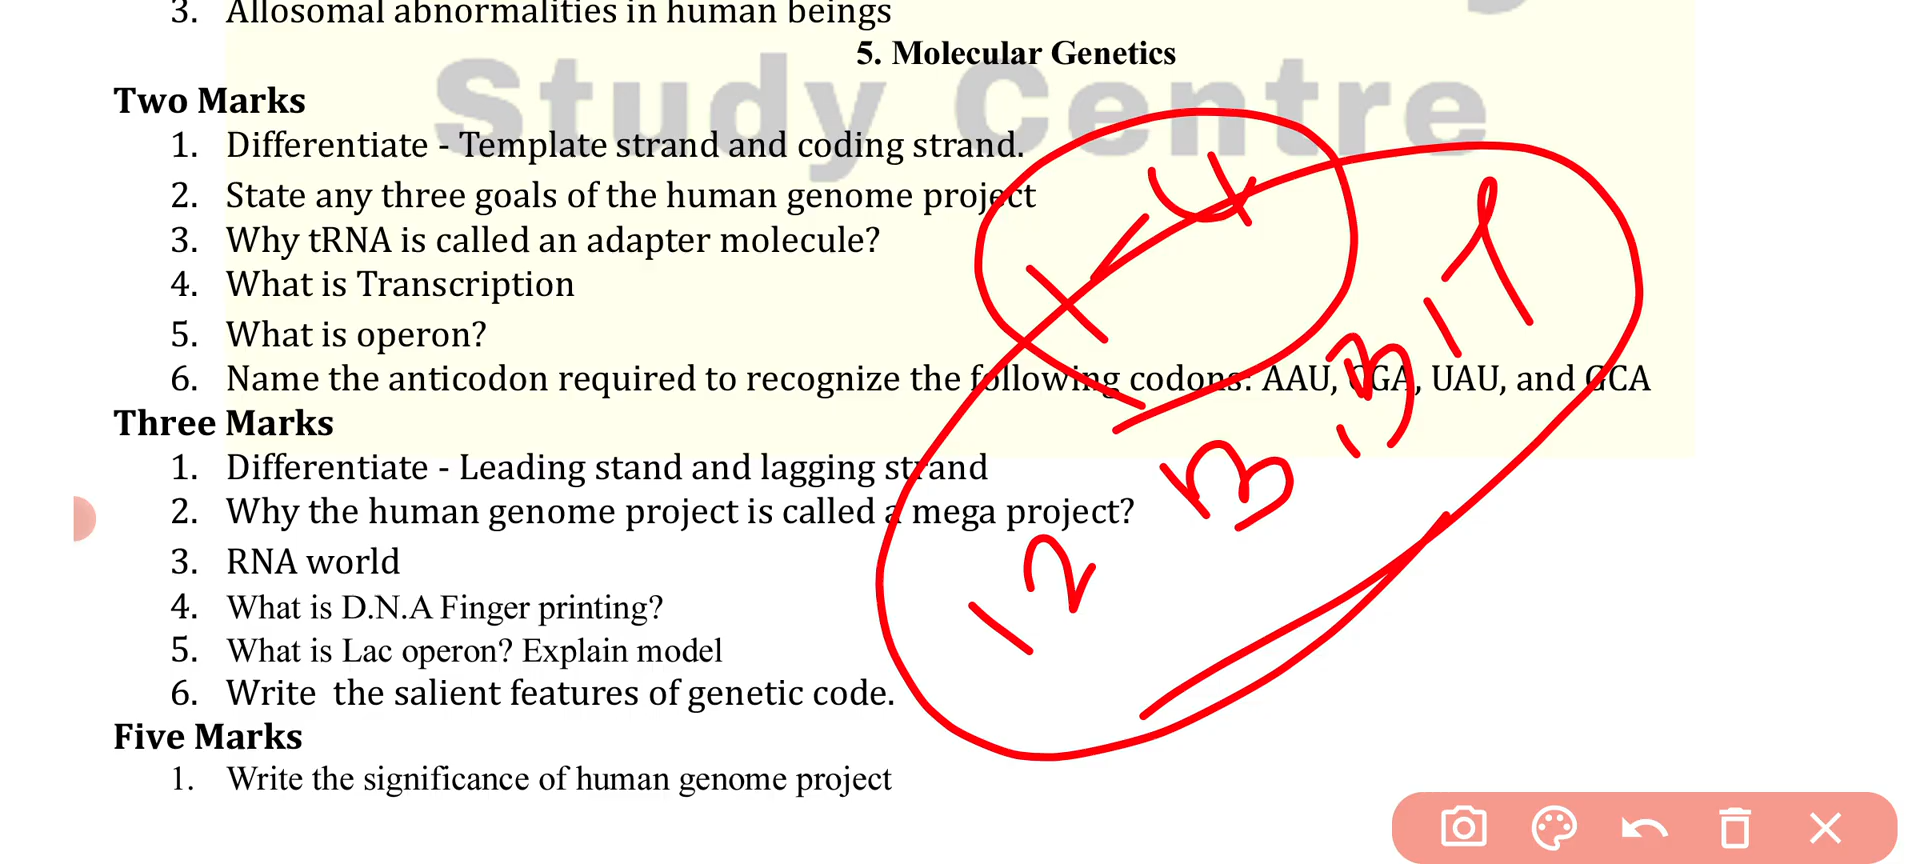 3. Allosomal abnormalities in human beings
5. Molecular Genetics
Study Centre
Two Marks
1. Differentiate - Template strand and coding strand.
2. State any three goals of the human genome project
3. Why tRNA is called an adapter molecule?
4. What is Transcription
5. What is operon?
6. Name the anticodon required to recognize the following codons: AAU, CGA, UAU, and GCA
Three Marks
1. Differentiate - Leading stand and lagging strand
2. Why the human genome project is called a mega project?
3. RNA world
4. What is D.N.A Finger printing?
5. What is Lac operon? Explain model
6. Write the salient features of genetic code.
Five Marks
1. Write the significance of human genome project